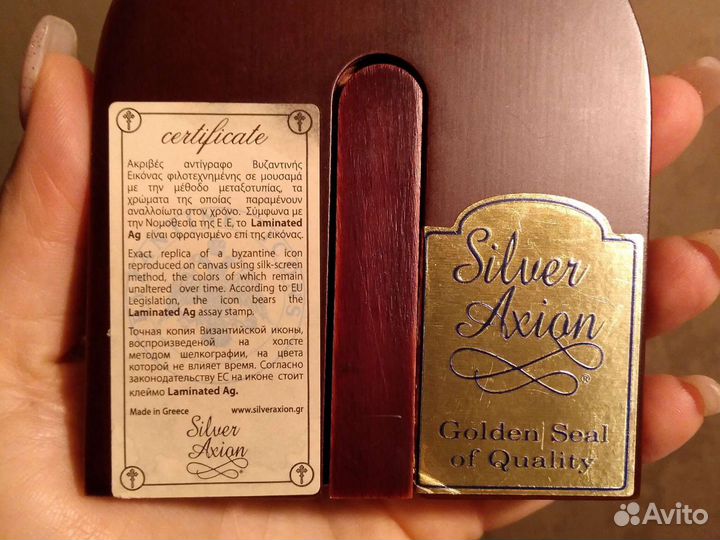 certificate
Ακριβές αντίγραφο Βυζαντινής
Εικόνας φιλοτεχνημένης σε μουσαμά
με την μέθοδο μεταξοτυπίας, τα
χρώματα της οποίας παραμένουν
αναλλοίωτα στον χρόνο. Σύμφωνα με
την Νομοθεσία της Ε.Ε, το Laminated
Ag είναι σφραγισμένο επί της εικόνας.
Exact replica of a byzantine icon
reproduced on canvas using silk-screen
method, the colors of which remain
unaltered over time. According to EU
Legislation, the icon bears the
Laminated Ag assay stamp.
Точная копия Византийской иконы,
воспроизведенной на холсте
методом шелкографии, на цвета
которой не влияет время. Согласно
законодательству ЕС на иконе стоит
клеймо Laminated Ag.
Made in Greece www.silveraxion.gr
Silver
Axion
®
Silver
Axion
®
Golden Seal
of Quality
Avito